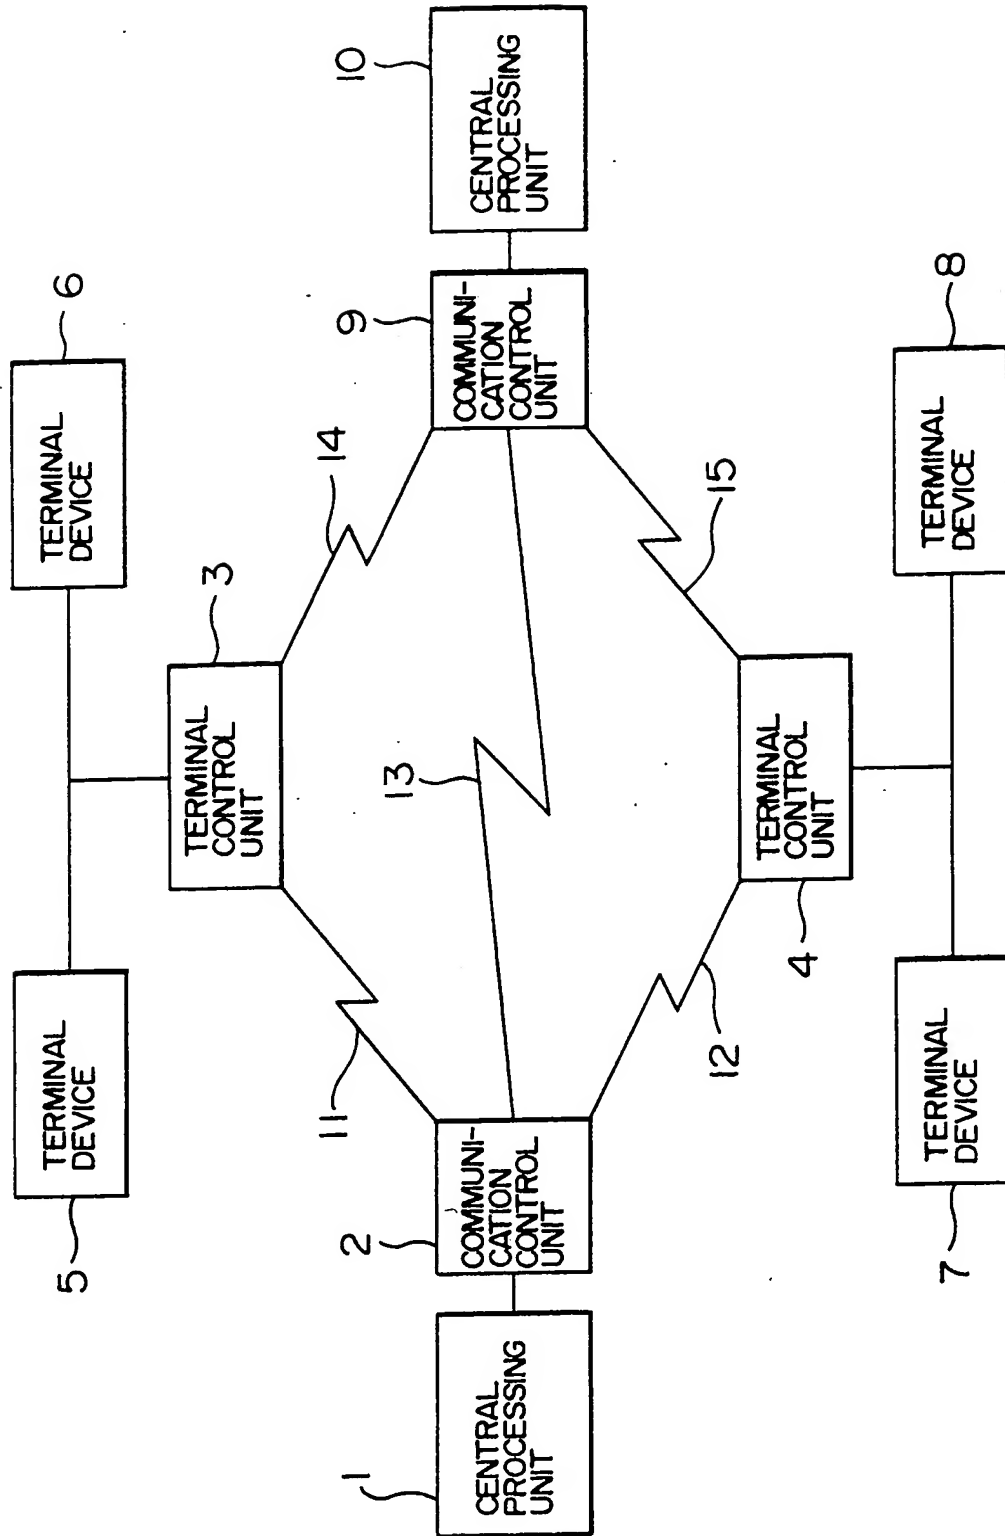 5
TERMINAL
DEVICE
TERMINAL
DEVICE
6
TERMINAL
CONTROL
UNIT
3
11
14
1
CENTRAL
PROCESSING
UNIT
2
COMMUNI-
CATION
CONTROL
UNIT
13
9
COMMUNI-
CATION
CONTROL
UNIT
10
CENTRAL
PROCESSING
UNIT
12
15
4
TERMINAL
CONTROL
UNIT
7
TERMINAL
DEVICE
TERMINAL
DEVICE
8